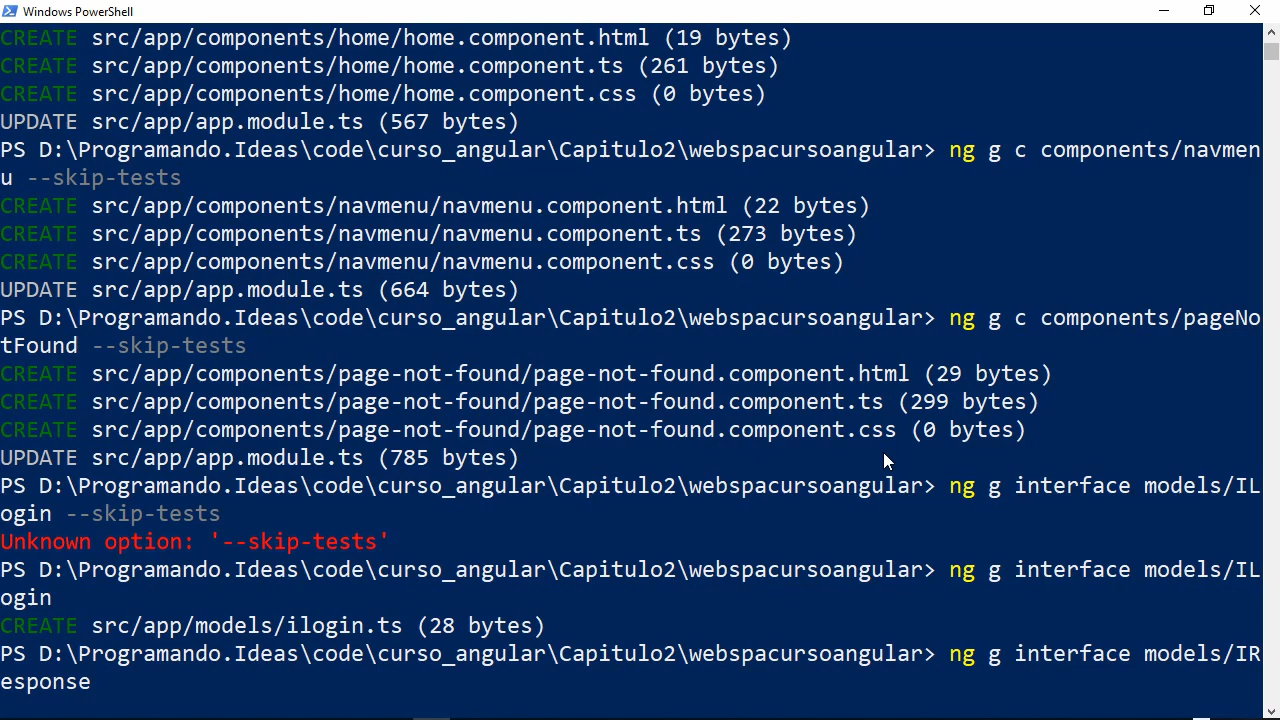 Windows PowerShell
CREATE src/app/components/home/home.component.html (19 bytes)
CREATE src/app/components/home/home.component.ts (261 bytes)
CREATE src/app/components/home/home.component.css (0 bytes)
UPDATE src/app/app.module.ts (567 bytes)
PS D:\Programando.Ideas\code\curso_angular\Capitulo2\webspacursoangular> ng g c components/navmen
u --skip-tests
CREATE src/app/components/navmenu/navmenu.component.html (22 bytes)
CREATE src/app/components/navmenu/navmenu.component.ts (273 bytes)
CREATE src/app/components/navmenu/navmenu.component.css (0 bytes)
UPDATE src/app/app.module.ts (664 bytes)
PS D:\Programando.Ideas\code\curso_angular\Capitulo2\webspacursoangular> ng g c components/pageNo
tFound --skip-tests
CREATE src/app/components/page-not-found/page-not-found.component.html (29 bytes)
CREATE src/app/components/page-not-found/page-not-found.component.ts (299 bytes)
CREATE src/app/components/page-not-found/page-not-found.component.css (0 bytes)
UPDATE src/app/app.module.ts (785 bytes)
PS D:\Programando.Ideas\code\curso_angular\Capitulo2\webspacursoangular> ng g interface models/IL
ogin --skip-tests
Unknown option: '--skip-tests'
PS D:\Programando.Ideas\code\curso_angular\Capitulo2\webspacursoangular> ng g interface models/IL
ogin
CREATE src/app/models/ilogin.ts (28 bytes)
PS D:\Programando.Ideas\code\curso_angular\Capitulo2\webspacursoangular> ng g interface models/IR
esponse